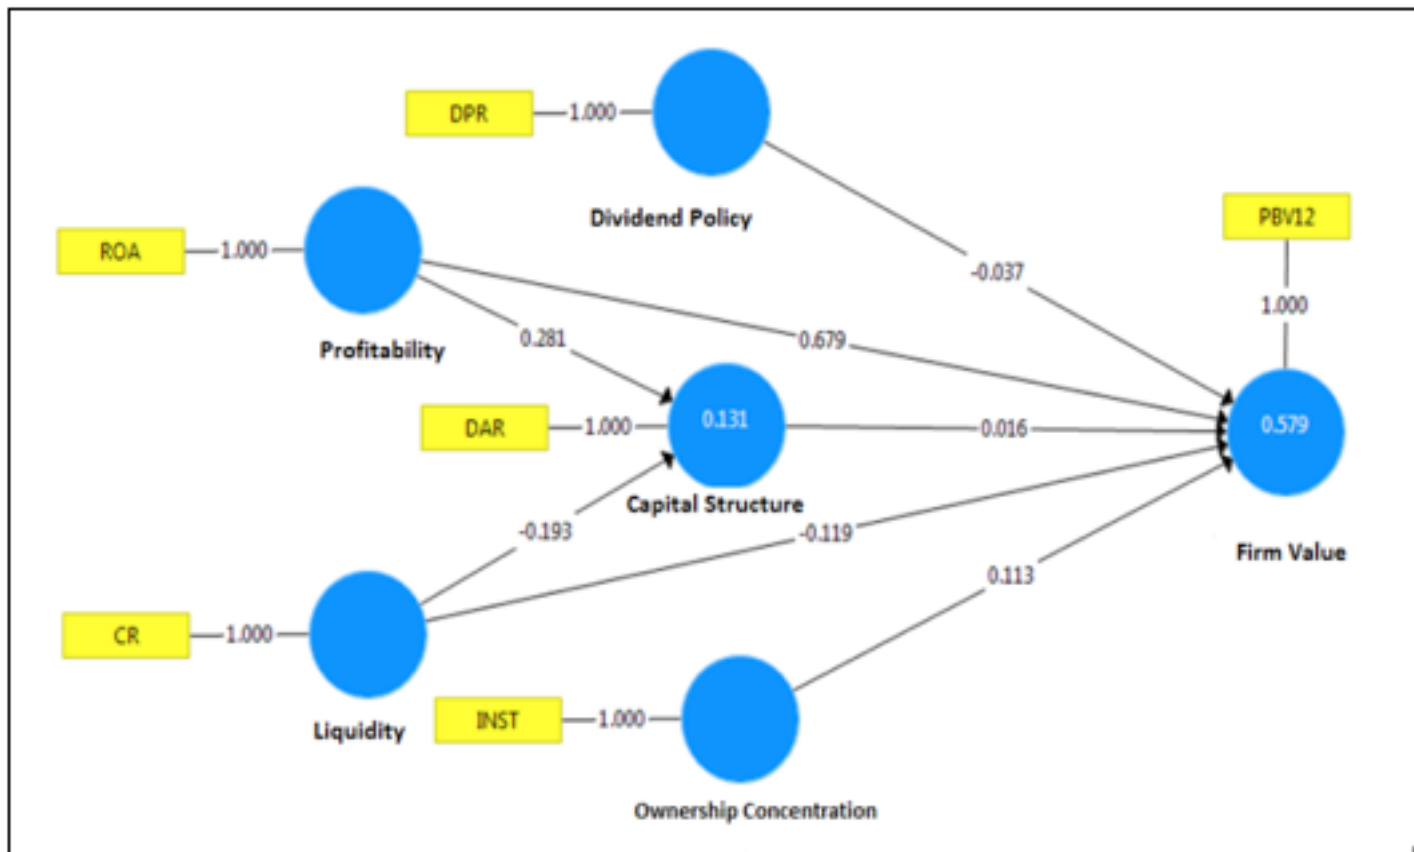 DPR
1.000
Dividend Policy
PBV12
ROA
1.000
-0.037
1.000
Profitability
0.281
0.679
DAR
1.000
0.131
0.016
0.579
Capital Structure
-0.193
-0.119
Firm Value
0.113
CR
1.000
Liquidity
INST
1.000
Ownership Concentration